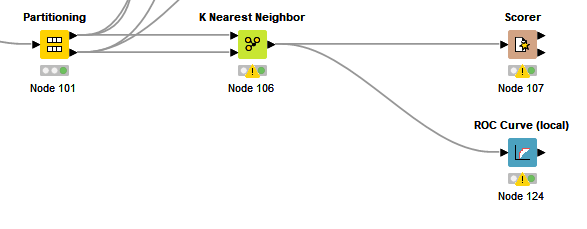 Partitioning
K Nearest Neighbor
Scorer
Node 101
Node 106
Node 107
ROC Curve (local)
Node 124